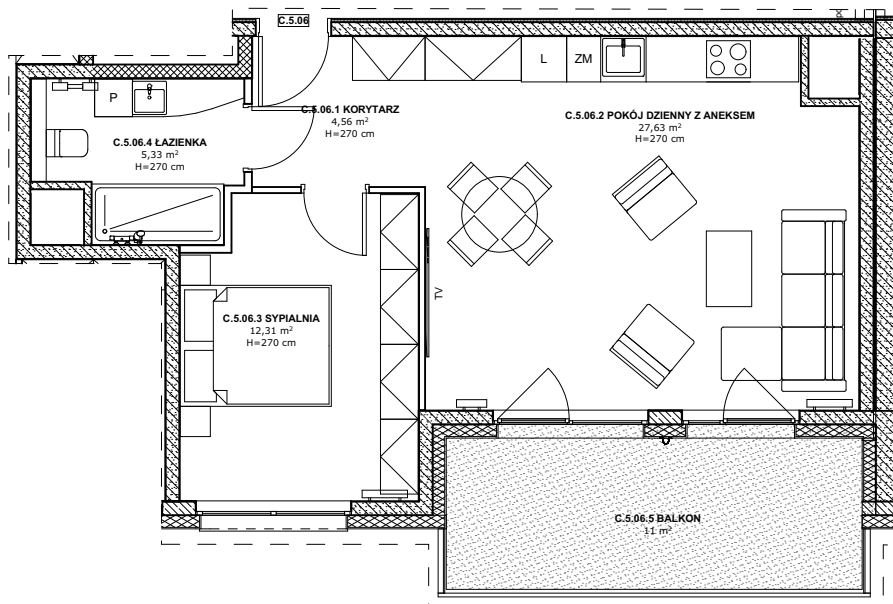 C.5.06
L
ZM
C.5.06.1 KORYTARZ
4,56 m²
H=270 cm
C.5.06.2 POKÓJ DZIENNY Z ANEKSEM
27,63 m²
H=270 cm
P
C.5.06.4 ŁAZIENKA
5,33 m²
H=270 cm
TV
C.5.06.3 SYPIALNIA
12,31 m²
H=270 cm
C.5.06.5 BALKON
11 m²